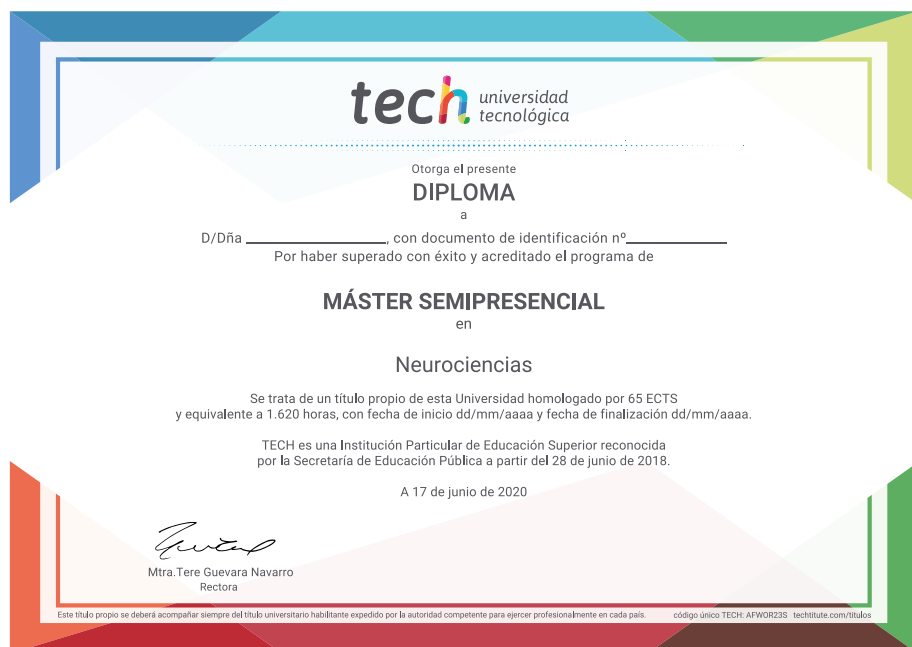 tech universidad
tecnológica
Otorga el presente
DIPLOMA
a
D/Dña ____________, con documento de identificación nº____________
Por haber superado con éxito y acreditado el programa de
MÁSTER SEMIPRESENCIAL
en
Neurociencias
Se trata de un título propio de esta Universidad homologado por 65 ECTS
y equivalente a 1.620 horas, con fecha de inicio dd/mm/aaaa y fecha de finalización dd/mm/aaaa.
TECH es una Institución Particular de Educación Superior reconocida
por la Secretaría de Educación Pública a partir del 28 de junio de 2018.
A 17 de junio de 2020
Mtra.Tere Guevara Navarro
Rectora
Este título propio se deberá acompañar siempre del título universitario habilitante expedido por la autoridad competente para ejercer profesionalmente en cada país. código único TECH: AFWOR23S techtitute.com/titulos